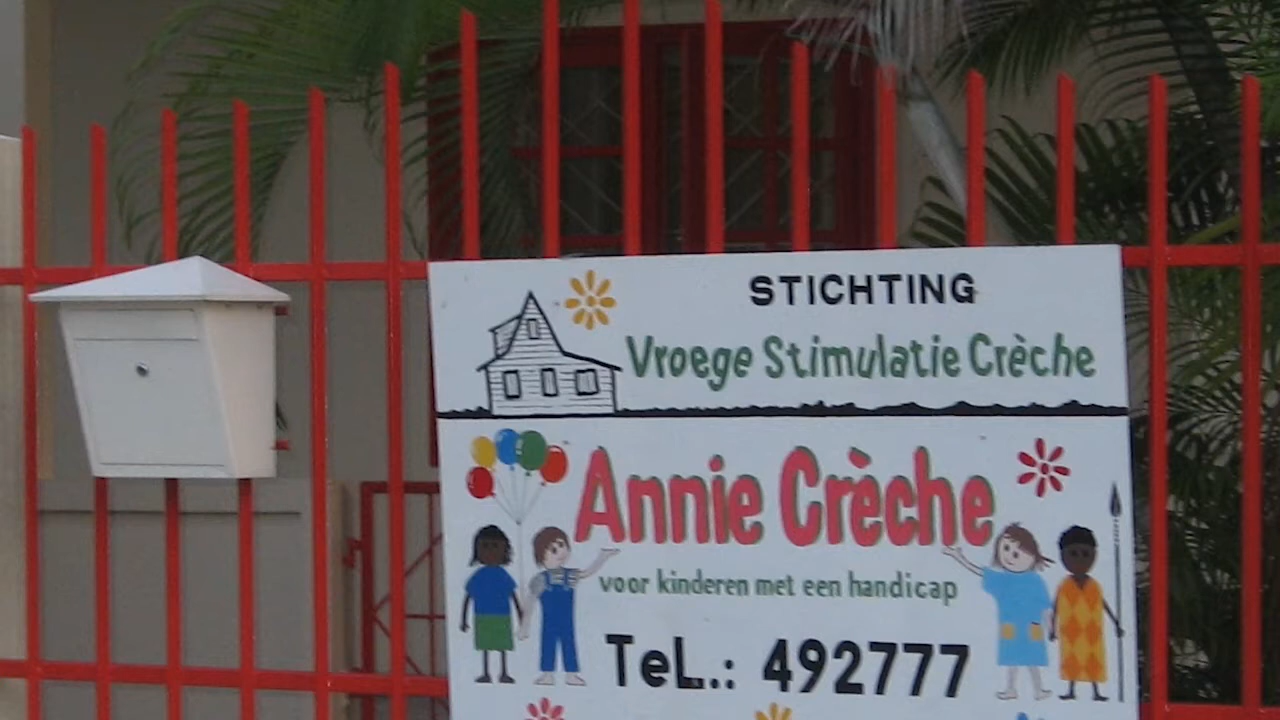 STICHTING
Vroege Stimulatie Crèche
Annie Crèche
voor kinderen met een handicap
TeL.: 492777